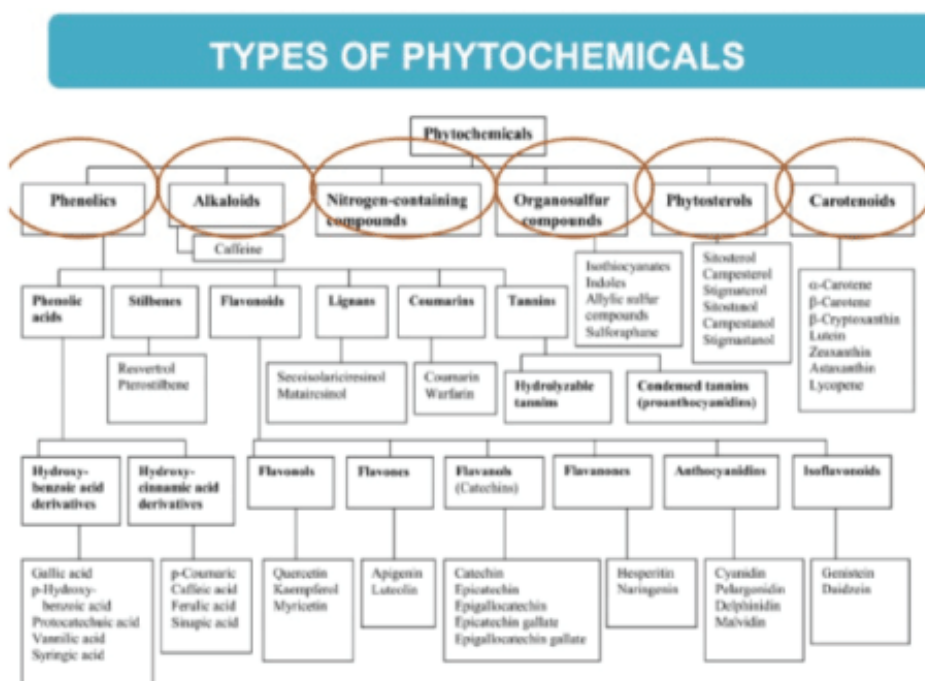 TYPES OF PHYTOCHEMICALS
Phytochemicals
Phenolics
Alkaloids
Nitrogen-containing
compounds
Organosulfur
compounds
Phytosterols
Carotenoids
Caffeine
Isothiocyanates
Indoles
Allylic sulfur
compounds
Sulforaphane
Sitosterol
Campesterol
Stigmaterol
Sitostanol
Campestanol
Stigmastanol
α-Carotene
β-Carotene
β-Cryptoxanthin
Lutein
Zeaxanthin
Astaxanthin
Lycopene
Phenolic
acids
Stilbenes
Flavonoids
Lignans
Coumarins
Tannins
Resvertrol
Pterostilbene
Secoisolariciresinol
Matairesinol
Coumarin
Warfarin
Hydrolyzable
tannins
Condensed tannins
(proanthocyanidins)
Hydroxy-
benzoic acid
derivatives
Hydroxy-
cinnamic acid
derivatives
Flavonols
Flavones
Flavanols
(Catechins)
Flavanones
Anthocyanidins
Isoflavonoids
Gallic acid
p-Hydroxy-
benzoic acid
Protocatechuic acid
Vannilic acid
Syringic acid
p-Coumaric
Caffeic acid
Ferulic acid
Sinapic acid
Quercetin
Kaempferol
Myricetin
Apigenin
Luteolin
Catechin
Epicatechin
Epigallocatechin
Epicatechin gallate
Epigallocatechin gallate
Hesperitin
Naringenin
Cyanidin
Pelargonidin
Delphinidin
Malvidin
Genistein
Daidzein